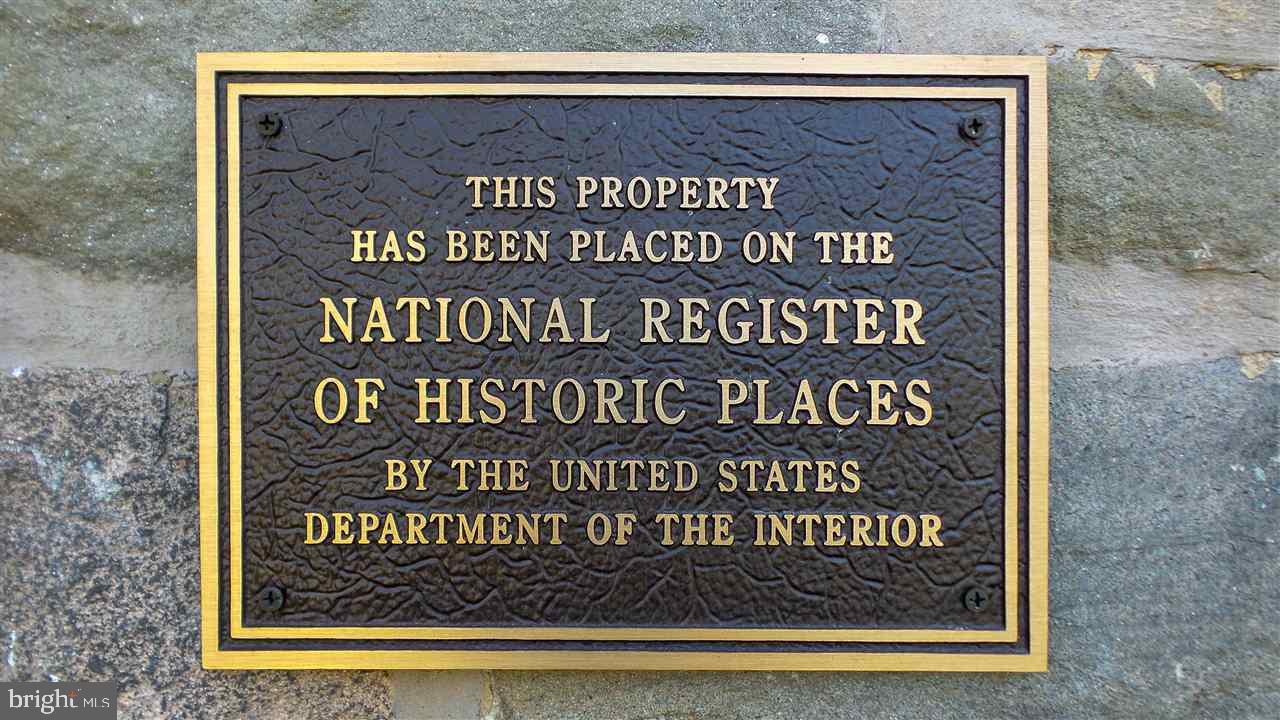 THIS PROPERTY
HAS BEEN PLACED ON THE
NATIONAL REGISTER
OF HISTORIC PLACES
BY THE UNITED STATES
DEPARTMENT OF THE INTERIOR
bright MLS